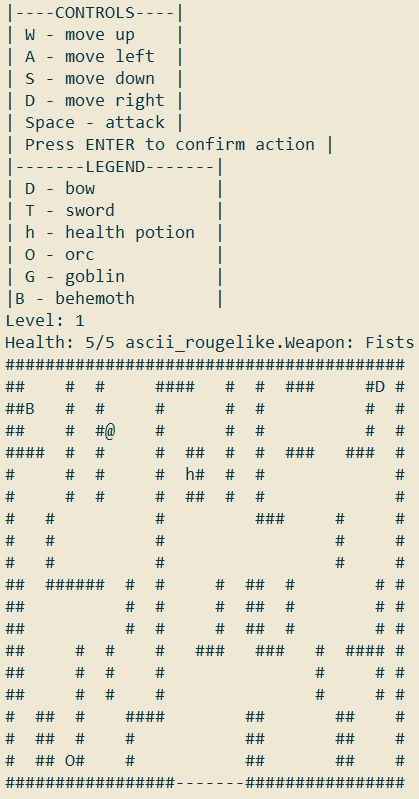 |----CONTROLS----|
| W - move up    |
| A - move left  |
| S - move down  |
| D - move right |
| Space - attack |
| Press ENTER to confirm action |
|-------LEGEND-------|
| D - bow            |
| T - sword          |
| h - health potion  |
| O - orc            |
| G - goblin         |
|B - behemoth        |
Level: 1
Health: 5/5 ascii_rougelike.Weapon: Fists
########################################
##    #  #     ####   #  #  ###     #D #
##B   #  #     #      #  #          #  #
##    #  #@    #      #  #          #  #
####  #  #     #  ##  #  #  ###   ###  #
#     #  #     #  h#  #  #             #
#     #  #     #  ##  #  #             #
#   #          #         ###     #     #
#   #          #                 #     #
#   #          #                 #     #
##  ######  #  #     #  ##  #        # #
##          #  #     #  ##  #        # #
##          #  #     #  ##  #        # #
##     #  #    #   ###   ###   #  #### #
##     #  #    #               #     # #
##     #  #    #               #     # #
#  ##  #    ####        ##       ##    #
#  ##  #    #           ##       ##    #
#  ## O#    #           ##       ##    #
#################-------################